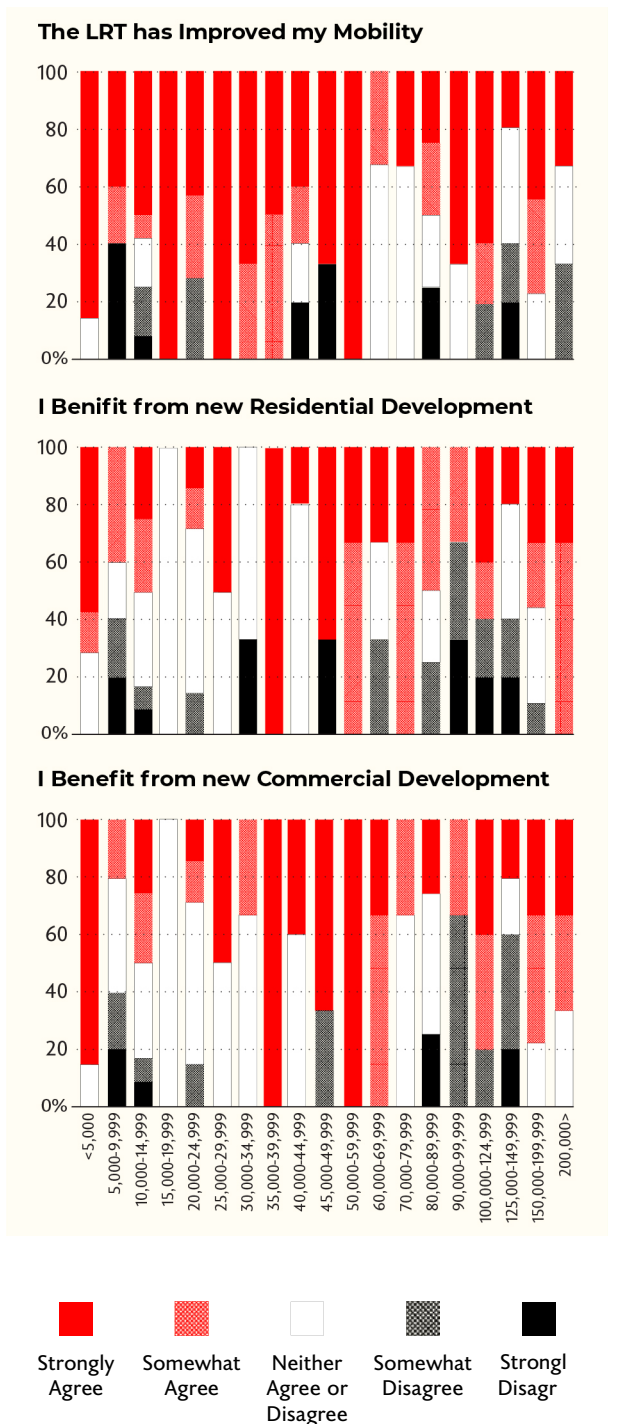 The LRT has Improved my Mobility
100
80
60
40
20
0%
I Benifit from new Residential Development
100
80
60
40
20
0%
I Benefit from new Commercial Development
100
80
60
40
20
0%
<5,000
5,000-9,999
10,000-14,999
15,000-19,999
20,000-24,999
25,000-29,999
30,000-34,999
35,000-39,999
40,000-44,999
45,000-49,999
50,000-59,999
60,000-69,999
70,000-79,999
80,000-89,999
90,000-99,999
100,000-124,999
125,000-149,999
150,000-199,999
200,000>
Strongly
Agree
Somewhat
Agree
Neither
Agree or
Disagree
Somewhat
Disagree
Strongl
Disagr